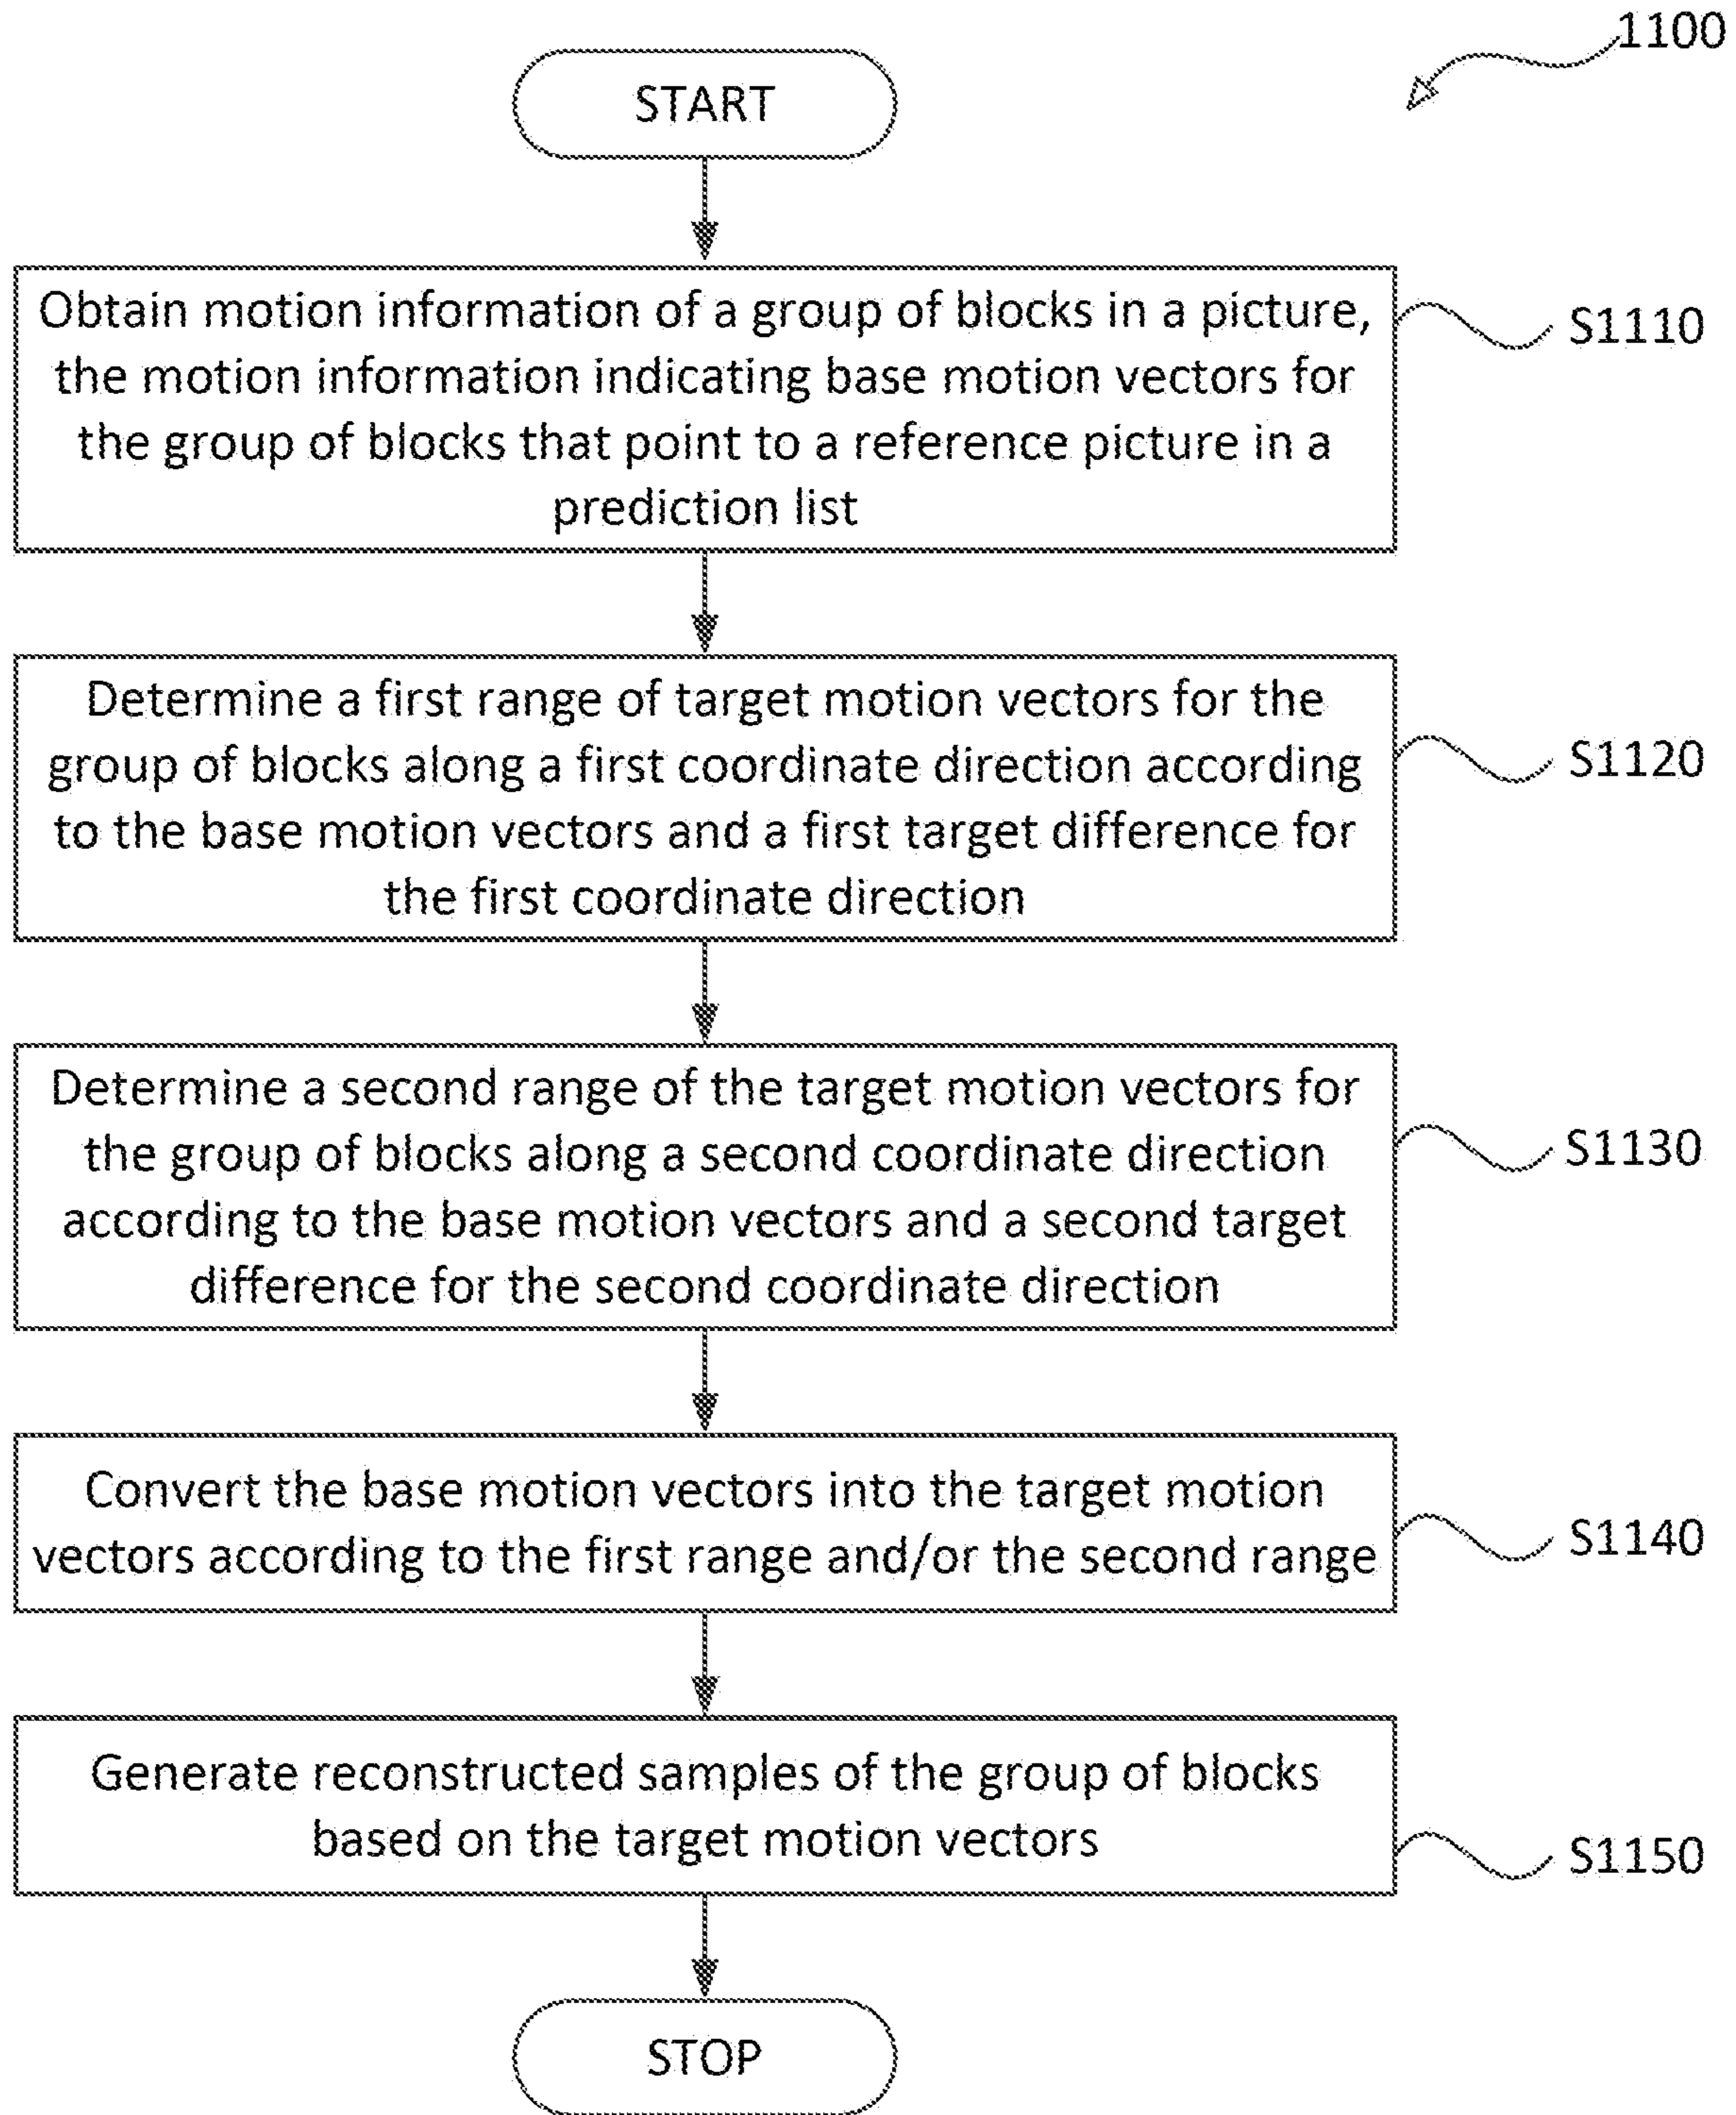 1100
START
Obtain motion information of a group of blocks in a picture,
the motion information indicating base motion vectors for
the group of blocks that point to a reference picture in a
prediction list
S1110
Determine a first range of target motion vectors for the
group of blocks along a first coordinate direction according
to the base motion vectors and a first target difference for
the first coordinate direction
S1120
Determine a second range of the target motion vectors for
the group of blocks along a second coordinate direction
according to the base motion vectors and a second target
difference for the second coordinate direction
S1130
Convert the base motion vectors into the target motion
vectors according to the first range and/or the second range
S1140
Generate reconstructed samples of the group of blocks
based on the target motion vectors
S1150
STOP